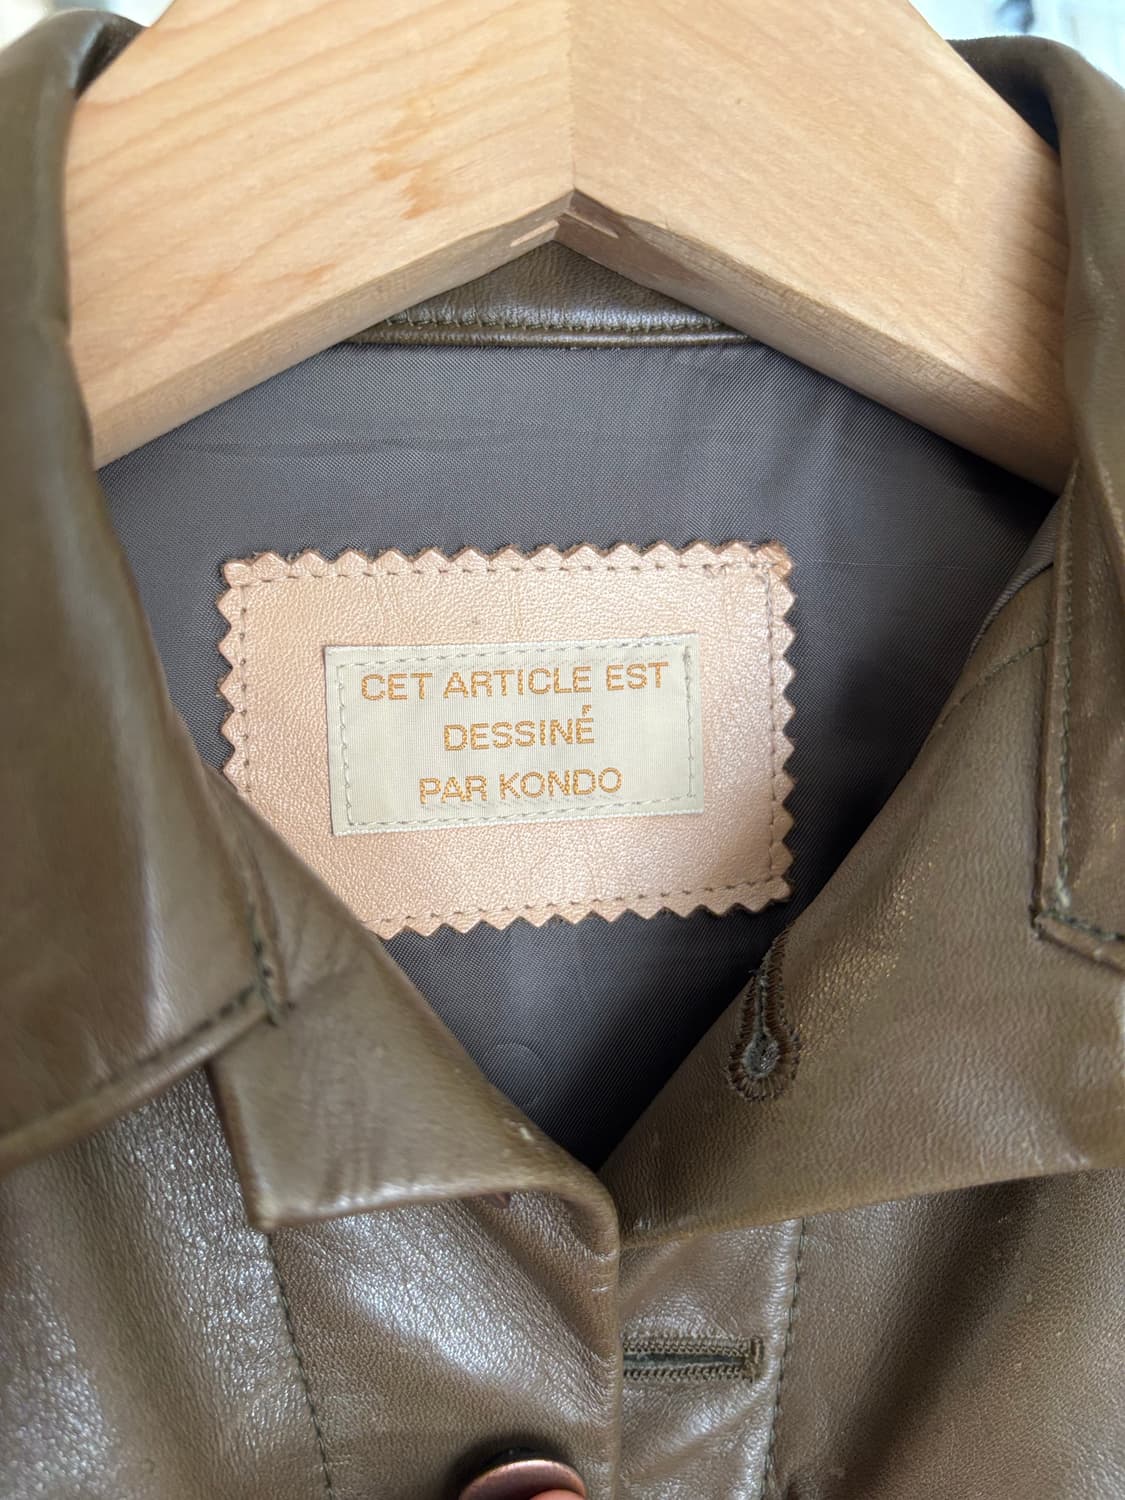 CET ARTICLE EST
DESSINÉ
PAR KONDO